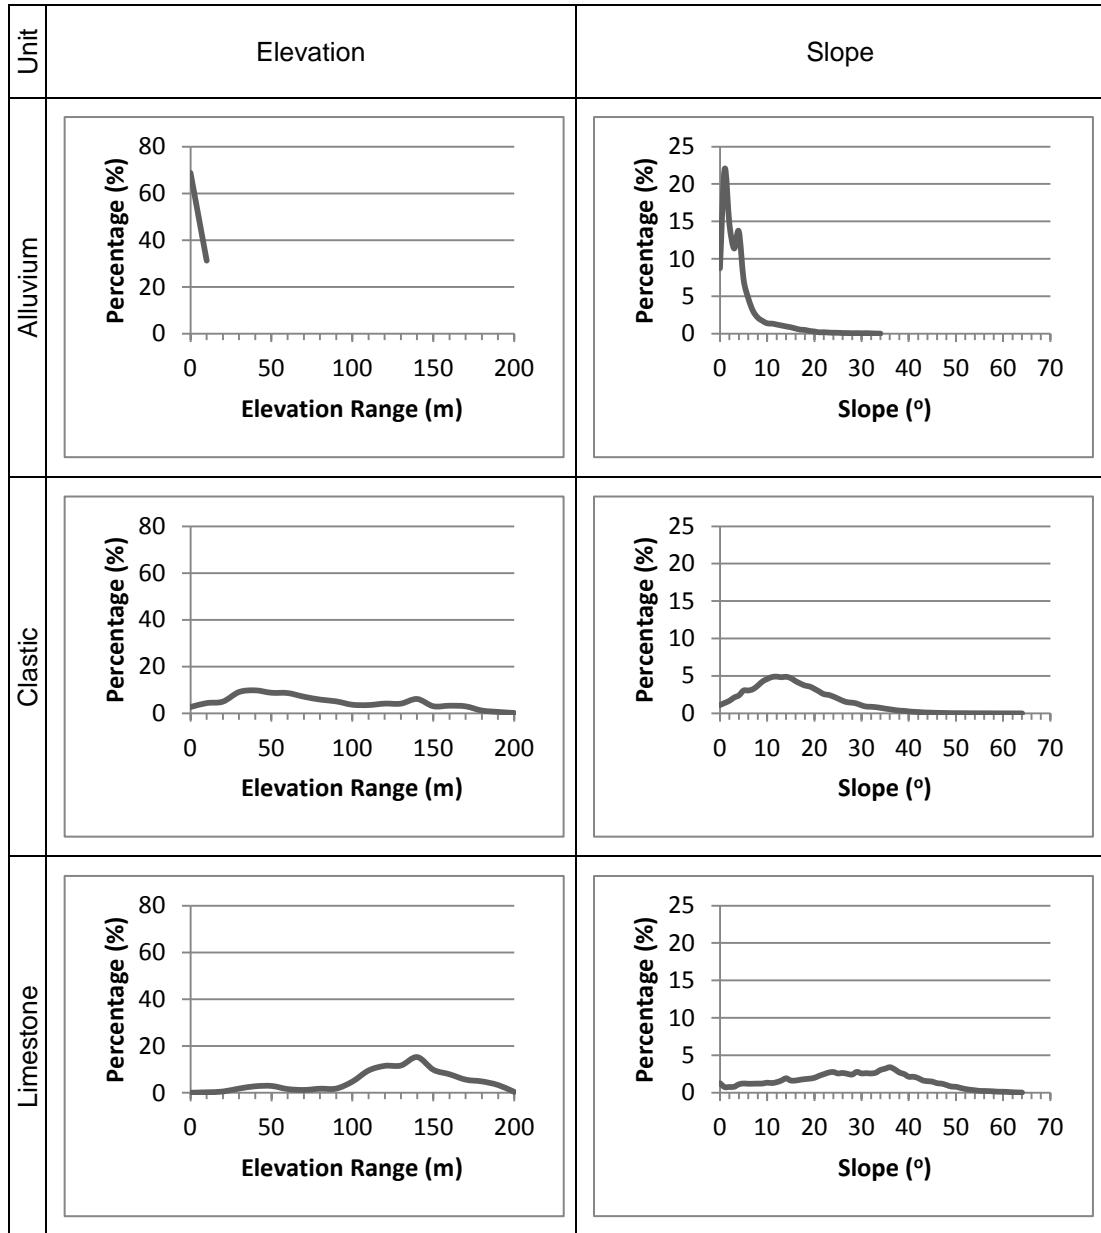 Unit
Elevation
Slope
Alluvium
Percentage (%)
80
60
40
20
0
0 50 100 150 200
Elevation Range (m)
Percentage (%)
25
20
15
10
5
0
0 10 20 30 40 50 60 70
Slope (º)
Clastic
Percentage (%)
80
60
40
20
0
0 50 100 150 200
Elevation Range (m)
Percentage (%)
25
20
15
10
5
0
0 10 20 30 40 50 60 70
Slope (º)
Limestone
Percentage (%)
80
60
40
20
0
0 50 100 150 200
Elevation Range (m)
Percentage (%)
25
20
15
10
5
0
0 10 20 30 40 50 60 70
Slope (º)